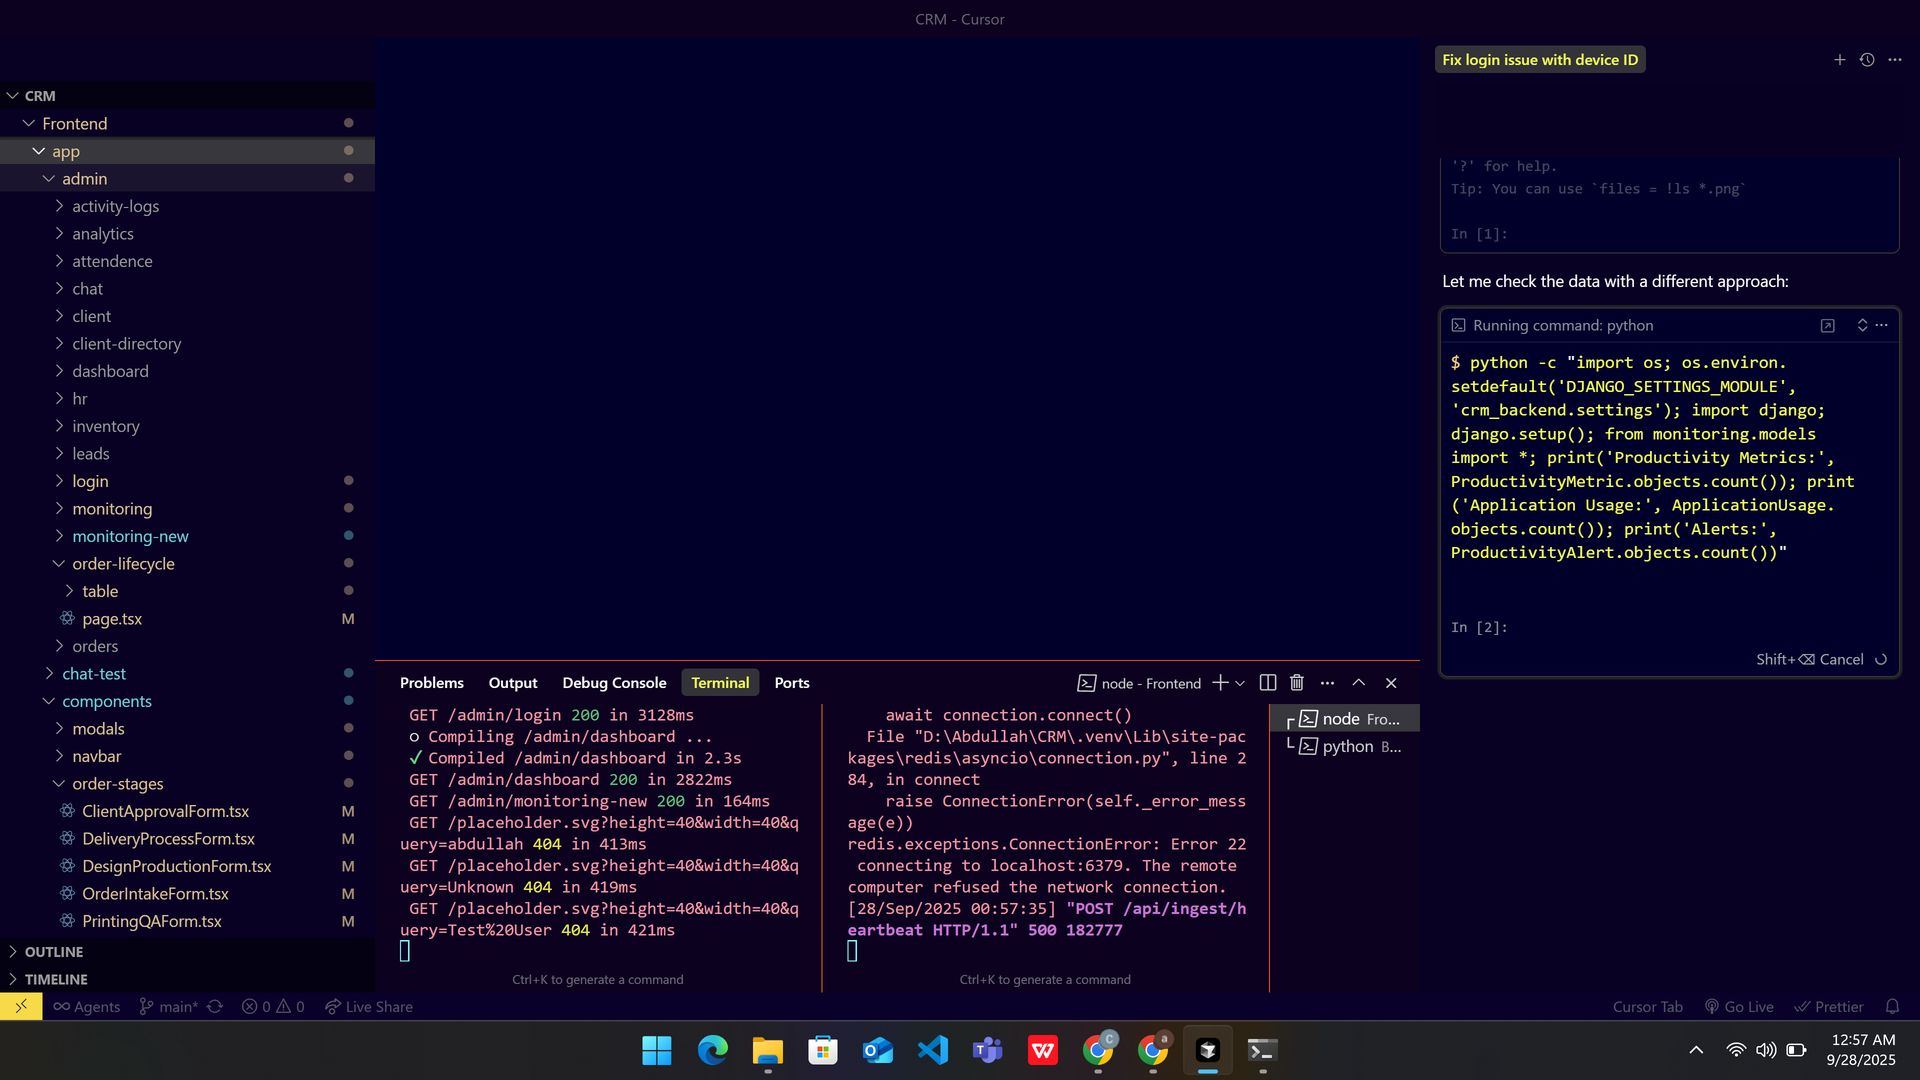 CRM - Cursor
CRM
Frontend
app
admin
activity-logs
analytics
attendence
chat
client
client-directory
dashboard
hr
inventory
leads
login
monitoring
monitoring-new
order-lifecycle
table
page.tsx M
orders
chat-test
components
modals
navbar
order-stages
ClientApprovalForm.tsx M
DeliveryProcessForm.tsx M
DesignProductionForm.tsx M
OrderIntakeForm.tsx M
PrintingQAForm.tsx M
OUTLINE
TIMELINE
Problems Output Debug Console Terminal Ports
node - Frontend
GET /admin/login 200 in 3128ms
○ Compiling /admin/dashboard ...
✓ Compiled /admin/dashboard in 2.3s
GET /admin/dashboard 200 in 2822ms
GET /admin/monitoring-new 200 in 164ms
GET /placeholder.svg?height=40&width=40&q
uery=abdullah 404 in 413ms
GET /placeholder.svg?height=40&width=40&q
uery=Unknown 404 in 419ms
GET /placeholder.svg?height=40&width=40&q
uery=Test%20User 404 in 421ms
Ctrl+K to generate a command
await connection.connect()
File "D:\Abdullah\CRM\.venv\Lib\site-pac
kages\redis\asyncio\connection.py", line 2
84, in connect
raise ConnectionError(self._error_mess
age(e))
redis.exceptions.ConnectionError: Error 22
connecting to localhost:6379. The remote
computer refused the network connection.
[28/Sep/2025 00:57:35] "POST /api/ingest/h
eartbeat HTTP/1.1" 500 182777
Ctrl+K to generate a command
node Fro...
python B...
Fix login issue with device ID
'?' for help.
Tip: You can use `files = !ls *.png`
In [1]:
Let me check the data with a different approach:
Running command: python
$ python -c "import os; os.environ.
setdefault('DJANGO_SETTINGS_MODULE',
'crm_backend.settings'); import django;
django.setup(); from monitoring.models
import *; print('Productivity Metrics:',
ProductivityMetric.objects.count()); print
('Application Usage:', ApplicationUsage.
objects.count()); print('Alerts:',
ProductivityAlert.objects.count())"
In [2]:
Shift+⌫ Cancel
Agents main* 0 0 Live Share
Cursor Tab Go Live Prettier
12:57 AM
9/28/2025